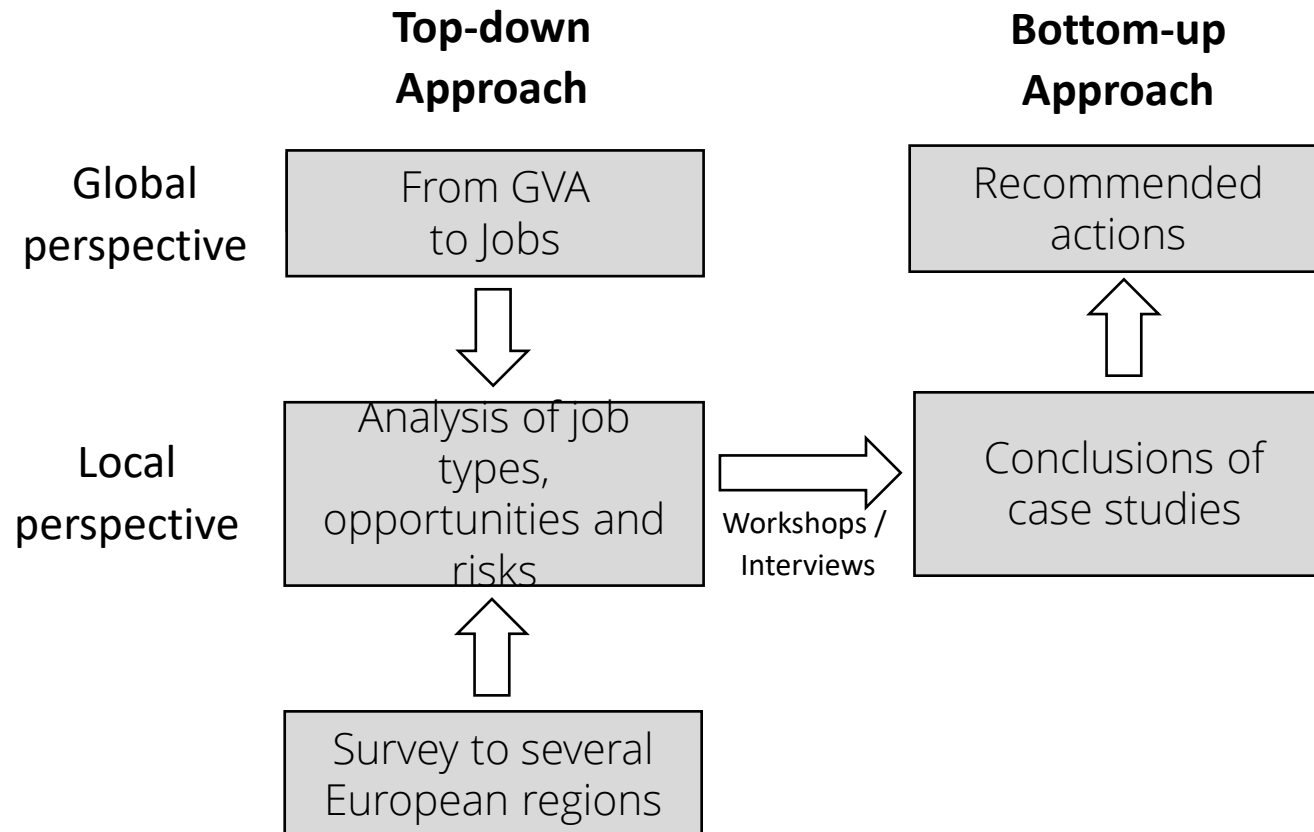 Top-down
Approach
Bottom-up
Approach
Global
perspective
From GVA
to Jobs
Recommended
actions
Local
perspective
Analysis of job
types,
opportunities and
risks
Workshops /
Interviews
Conclusions of
case studies
Survey to several
European regions